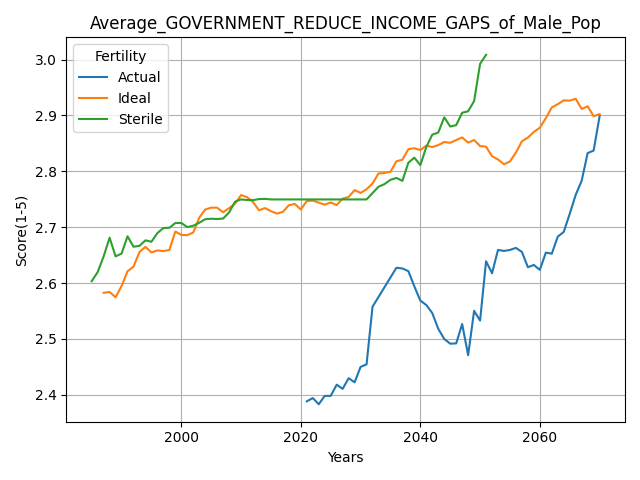 Average_GOVERNMENT_REDUCE_INCOME_GAPS_of_Male_Pop
Fertility
Actual
Ideal
Sterile
Score(1-5)
3.0
2.9
2.8
2.7
2.6
2.5
2.4
2000
2020
2040
2060
Years